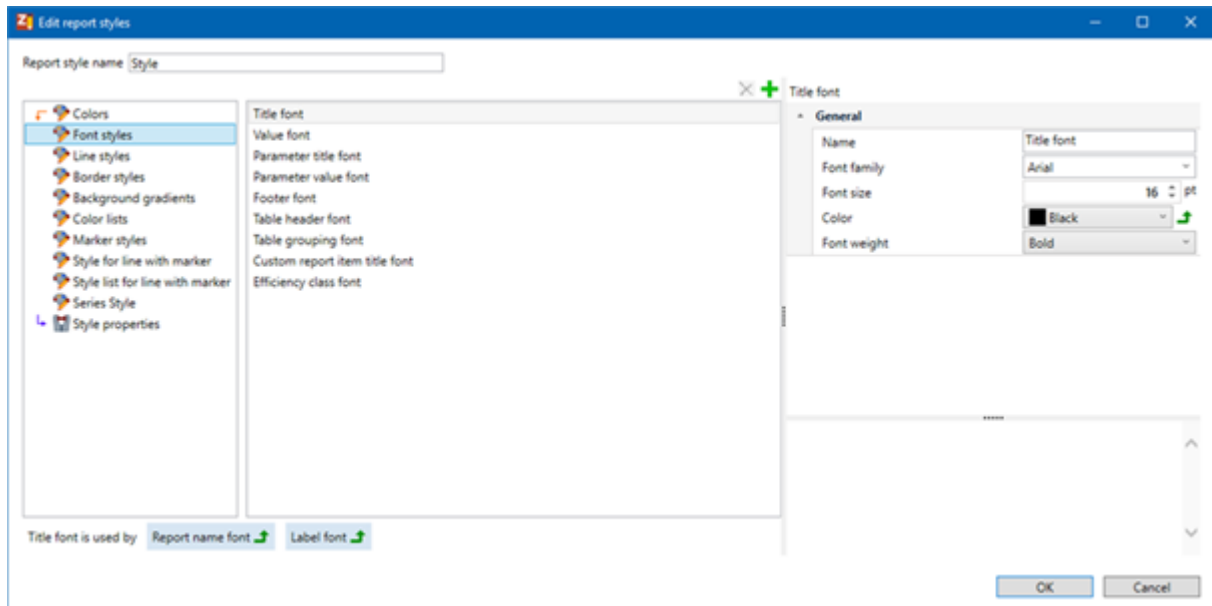 Edit report styles
Report style name Style
Colors
Font styles
Line styles
Border styles
Background gradients
Color lists
Marker styles
Style for line with marker
Style list for line with marker
Series Style
Style properties
Title font
Value font
Parameter title font
Parameter value font
Footer font
Table header font
Table grouping font
Custom report item title font
Efficiency class font
Title font is used by Report name font Label font
Title font
General
Name Title font
Font family Arial
Font size 16 pt
Color Black
Font weight Bold
OK Cancel